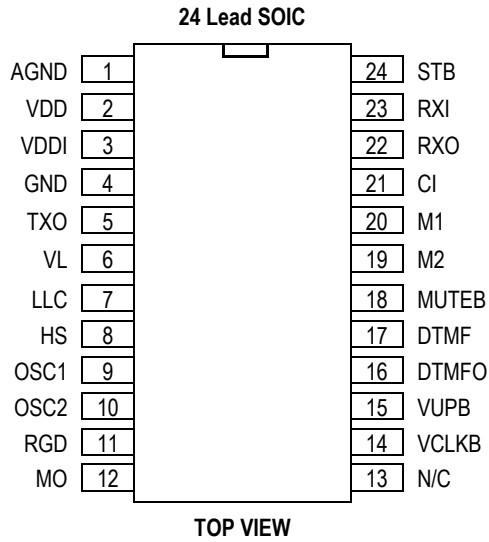 24 Lead SOIC
AGND 1 24 STB
VDD 2 23 RXI
VDDI 3 22 RXO
GND 4 21 CI
TXO 5 20 M1
VL 6 19 M2
LLC 7 18 MUTEB
HS 8 17 DTMF
OSC1 9 16 DTMFO
OSC2 10 15 VUPB
RGD 11 14 VCLKB
MO 12 13 N/C
TOP VIEW